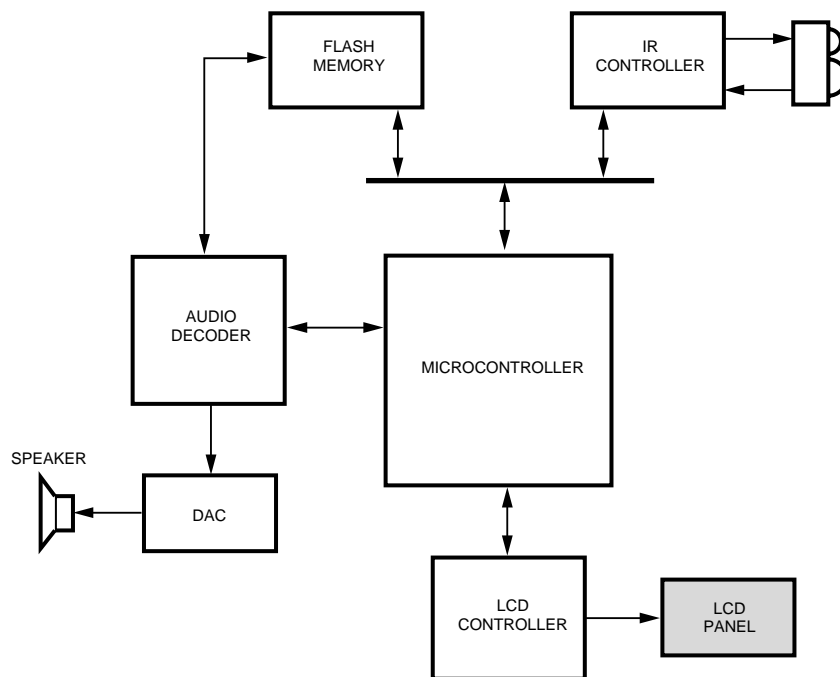 FLASH
MEMORY
IR
CONTROLLER
AUDIO
DECODER
MICROCONTROLLER
SPEAKER
DAC
LCD
CONTROLLER
LCD
PANEL